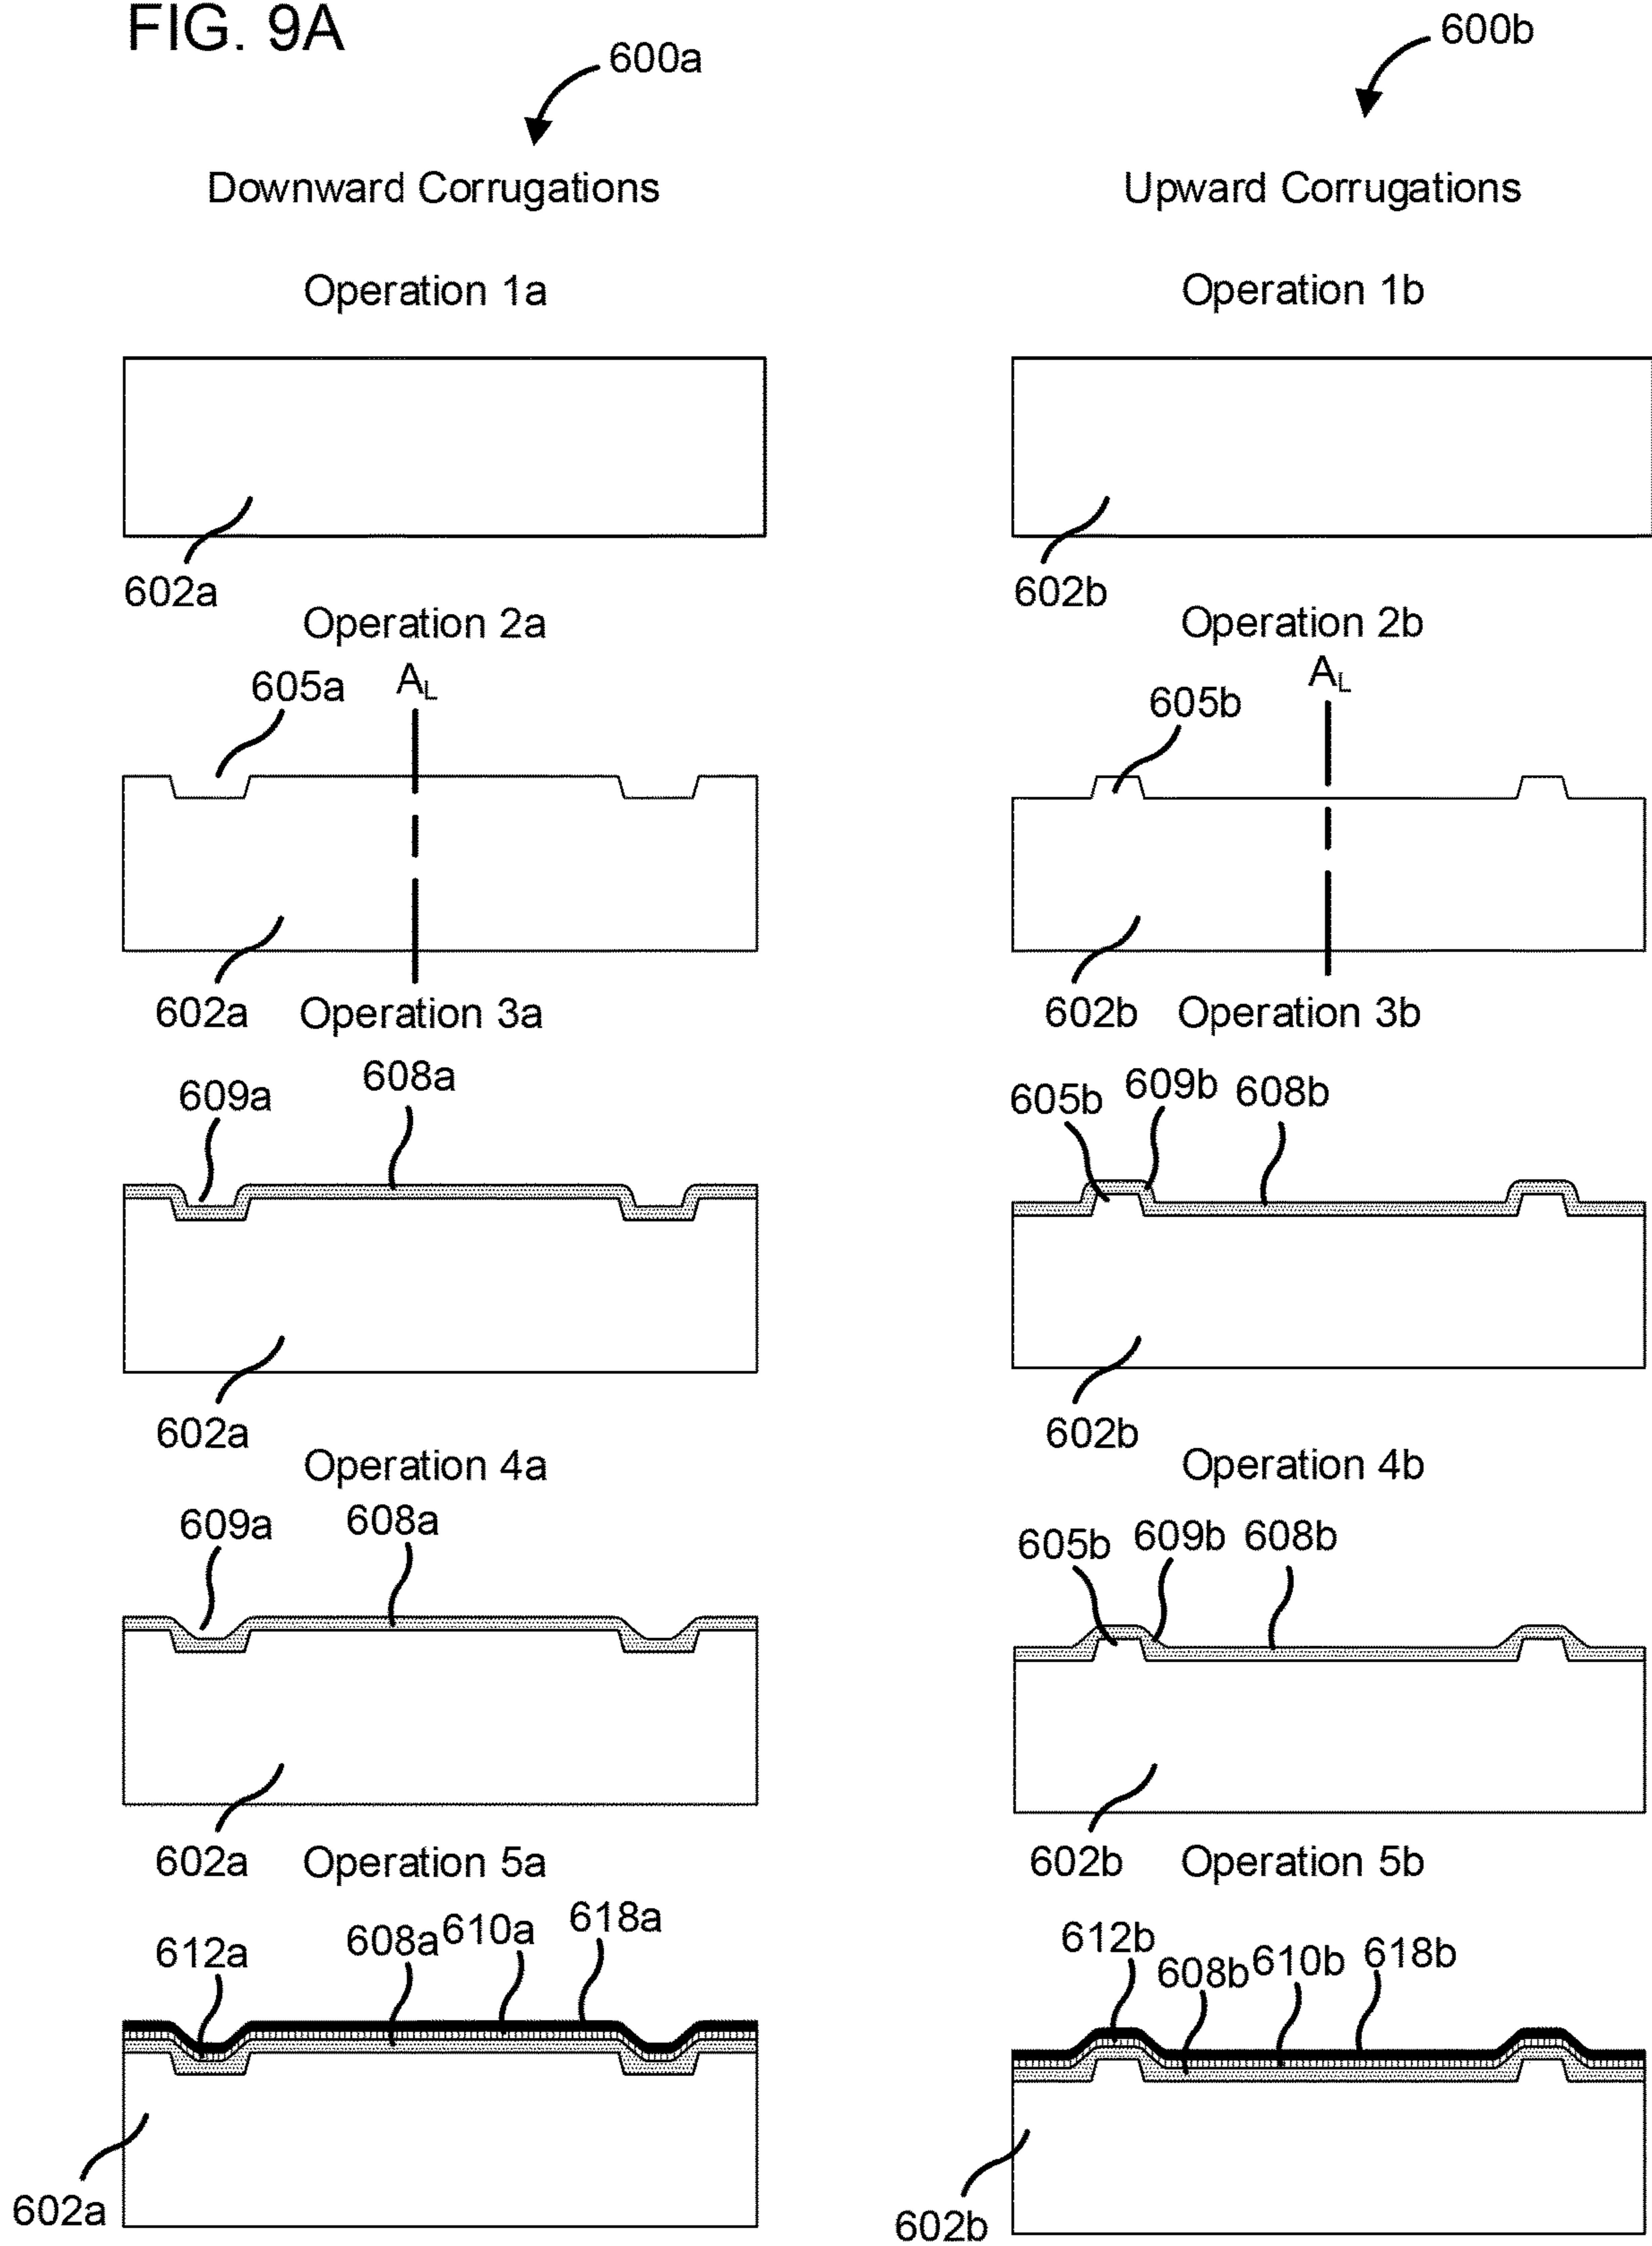 FIG. 9A
600a
600b
Downward Corrugations
Upward Corrugations
Operation 1a
Operation 1b
602a
602b
Operation 2a
Operation 2b
605a
AL
605b
AL
602a
Operation 3a
602b
Operation 3b
609a
608a
605b
609b
608b
602a
602b
Operation 4a
Operation 4b
609a
608a
605b
609b
608b
602a
Operation 5a
602b
Operation 5b
612a
608a
610a
618a
612b
608b
610b
618b
602a
602b